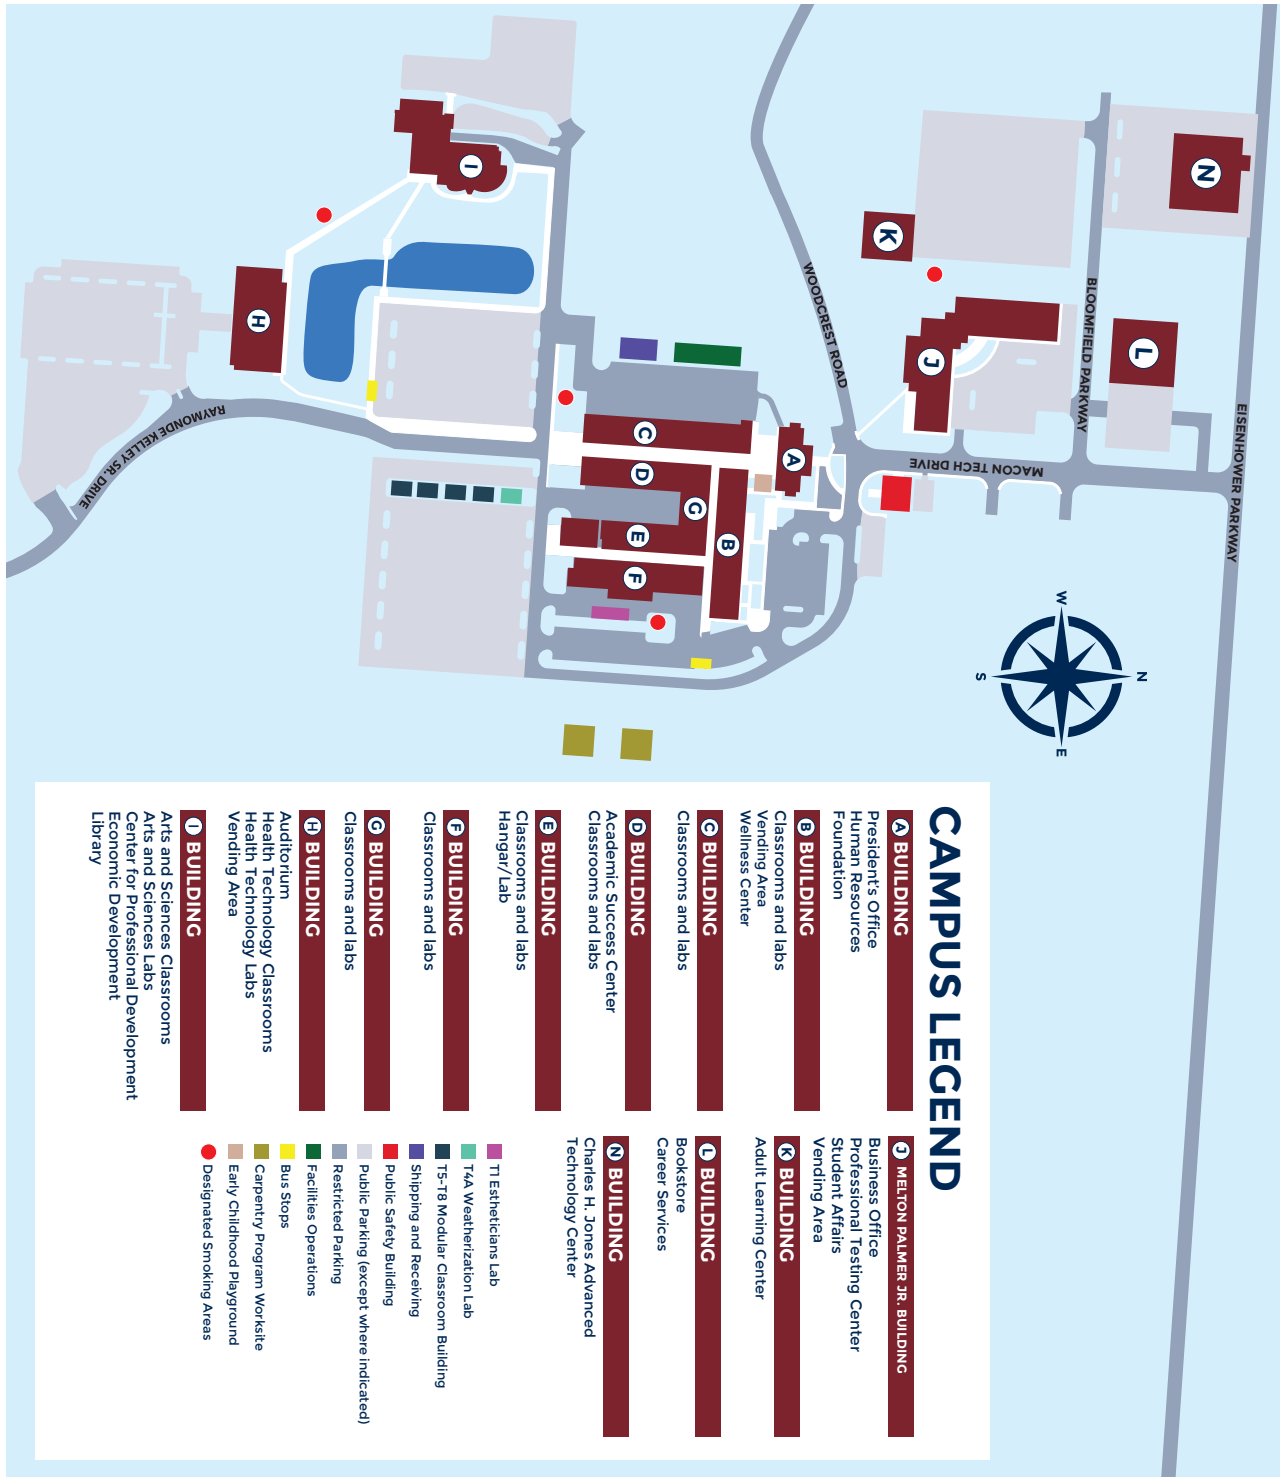 EISENHOWER PARKWAY
BLOOMFIELD PARKWAY
MACON TECH DRIVE
WOODCREST ROAD
RAYMONDE KELLEY SR. DRIVE
N
L
K
J
A
B
C
D
G
E
F
I
H
N
W
E
S
CAMPUS LEGEND
A BUILDING
President's Office
Human Resources
Foundation
B BUILDING
Classrooms and labs
Vending Area
Wellness Center
C BUILDING
Classrooms and labs
D BUILDING
Academic Success Center
Classrooms and labs
E BUILDING
Classrooms and labs
Hangar/Lab
F BUILDING
Classrooms and labs
G BUILDING
Classrooms and labs
H BUILDING
Auditorium
Health Technology Classrooms
Health Technology Labs
Vending Area
I BUILDING
Arts and Sciences Classrooms
Arts and Sciences Labs
Center for Professional Development
Economic Development
Library
J MELTON PALMER JR. BUILDING
Business Office
Professional Testing Center
Student Affairs
Vending Area
K BUILDING
Adult Learning Center
L BUILDING
Bookstore
Career Services
N BUILDING
Charles H. Jones Advanced
Technology Center
T1 Estheticians Lab
T4A Weatherization Lab
T5-T8 Modular Classroom Building
Shipping and Receiving
Public Safety Building
Public Parking (except where indicated)
Restricted Parking
Facilities Operations
Bus Stops
Carpentry Program Worksite
Early Childhood Playground
Designated Smoking Areas